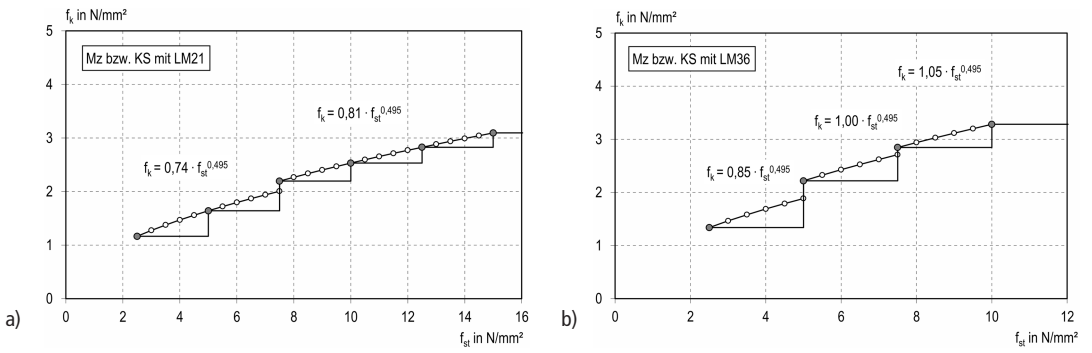 f_k in N/mm²
5
4
3
2
1
0
Mz bzw. KS mit LM21
f_k = 0,81 · f_st^0,495
f_k = 0,74 · f_st^0,495
0 2 4 6 8 10 12 14 16
f_st in N/mm²
a)
f_k in N/mm²
5
4
3
2
1
0
Mz bzw. KS mit LM36
f_k = 1,05 · f_st^0,495
f_k = 1,00 · f_st^0,495
f_k = 0,85 · f_st^0,495
0 2 4 6 8 10 12
f_st in N/mm²
b)